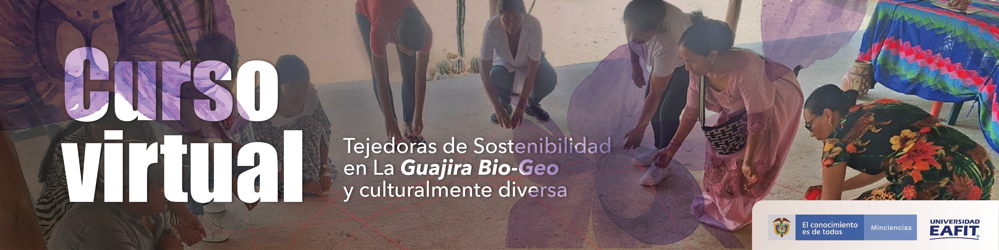 Curso
virtual
Tejedoras de Sostenibilidad
en La Guajira Bio-Geo
y culturalmente diversa
El conocimiento
es de todos
Minciencias
UNIVERSIDAD
EAFIT®